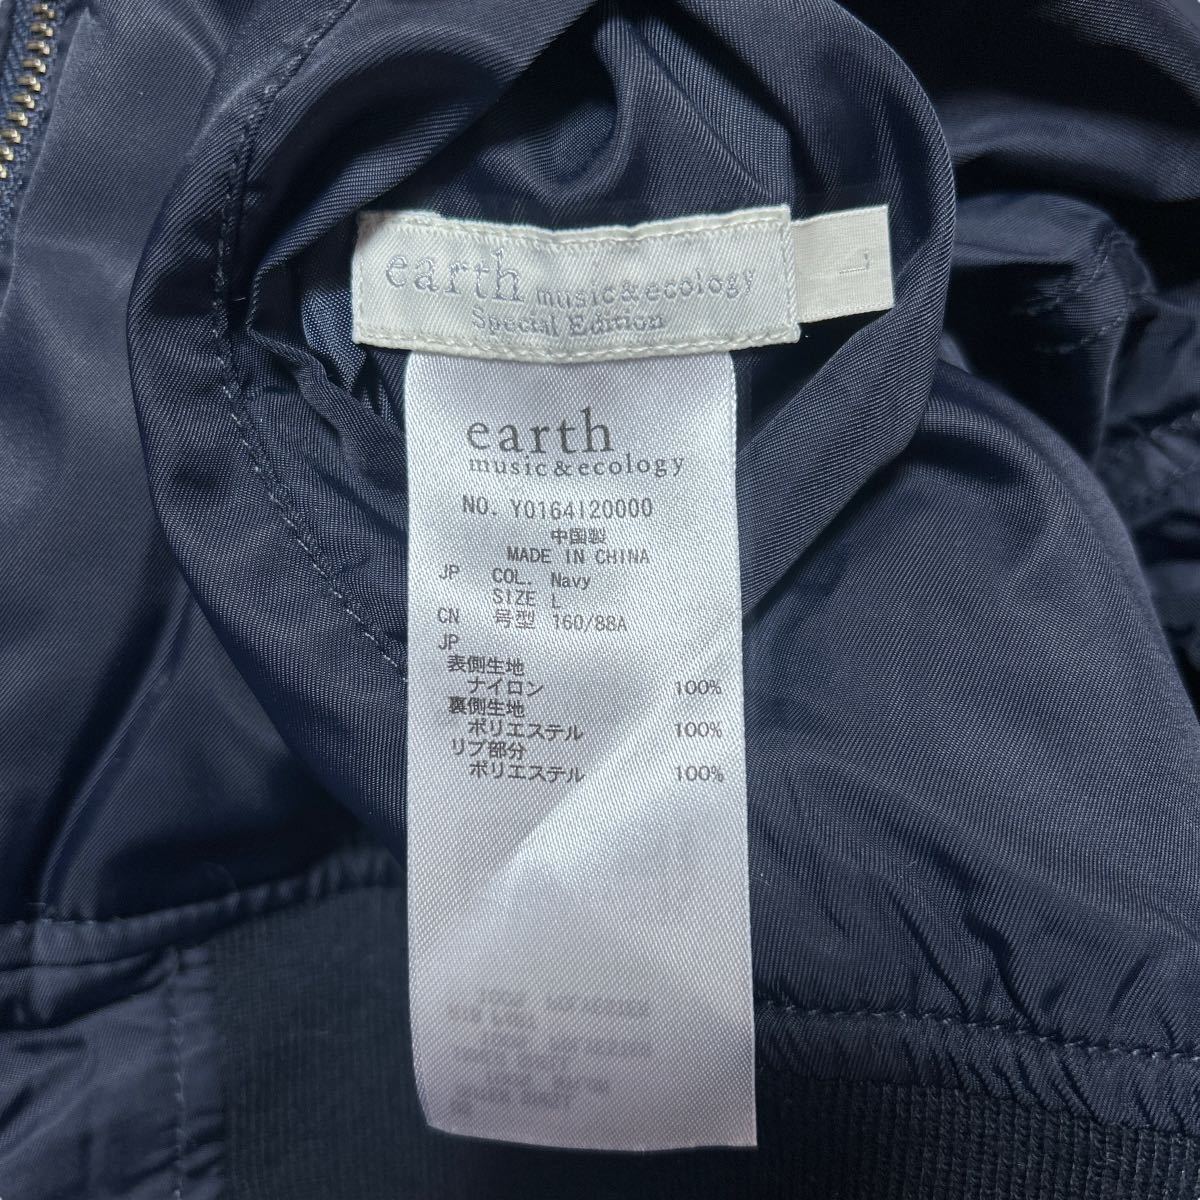 earth music&ecology
Special Edition
L
earth
music&ecology
NO. Y0164I20000
中国製
MADE IN CHINA
JP COL. Navy
SIZE L
CN 号型 160/88A
JP
表側生地
ナイロン 100%
裏側生地
ポリエステル 100%
リブ部分
ポリエステル 100%